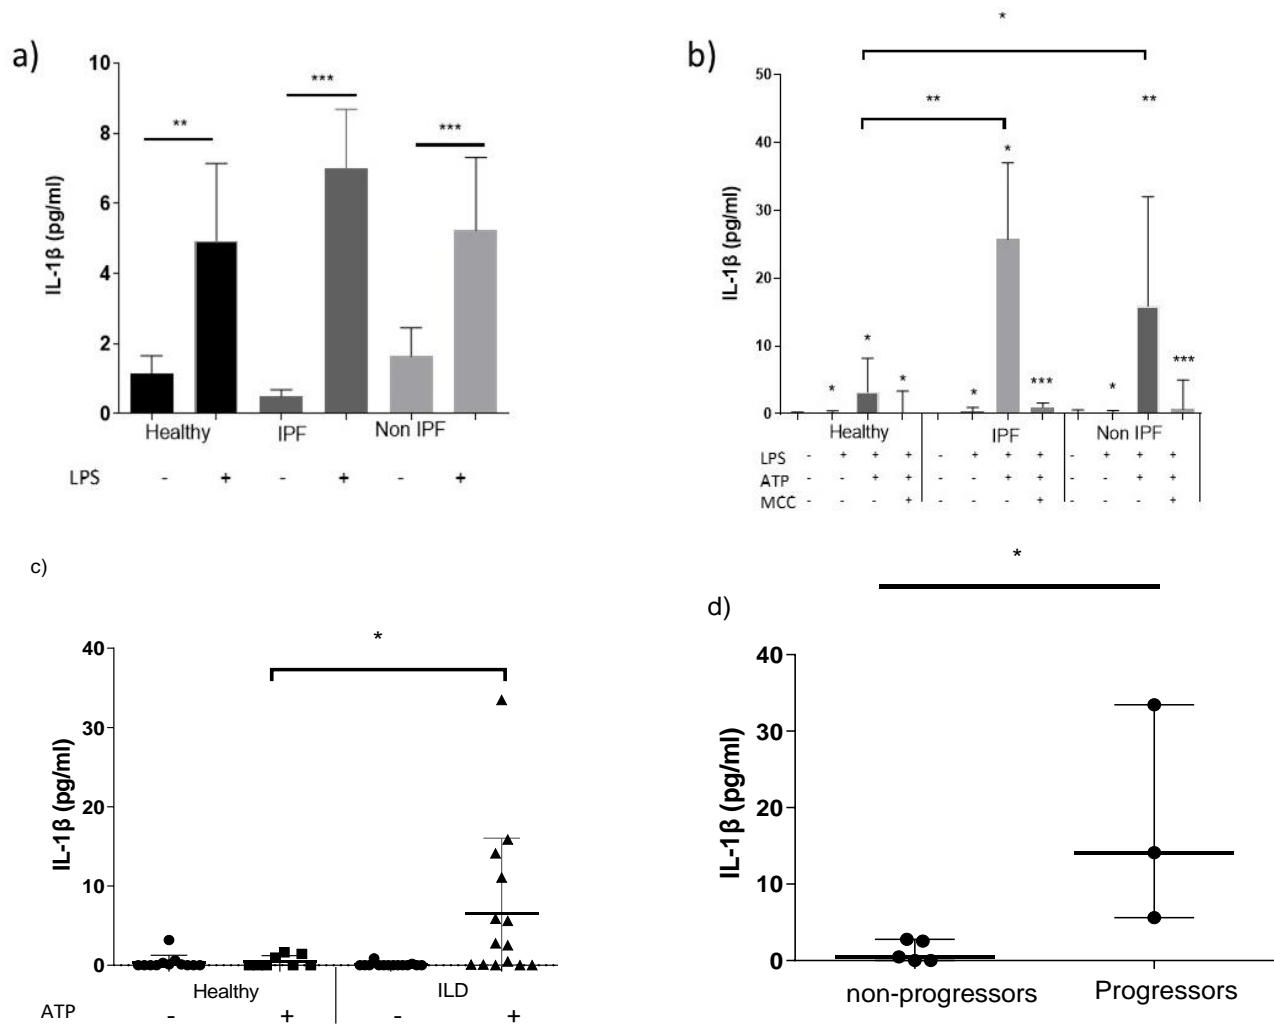 a)
10
8
6
4
2
0
IL-1β (pg/ml)
**
***
***
Healthy IPF Non IPF
LPS - + - + - +
b)
*
50
40
30
20
10
0
IL-1β (pg/ml)
**
**
*
* * *
* ***
* ***
Healthy IPF Non IPF
LPS - + + + - + + + - + + +
ATP - - + + - - + + - - + +
MCC - - - + - - - + - - - +
c)
*
40
30
20
10
0
IL-1β (pg/ml)
Healthy ILD
ATP - + - +
d)
*
40
30
20
10
0
IL-1β (pg/ml)
non-progressors Progressors